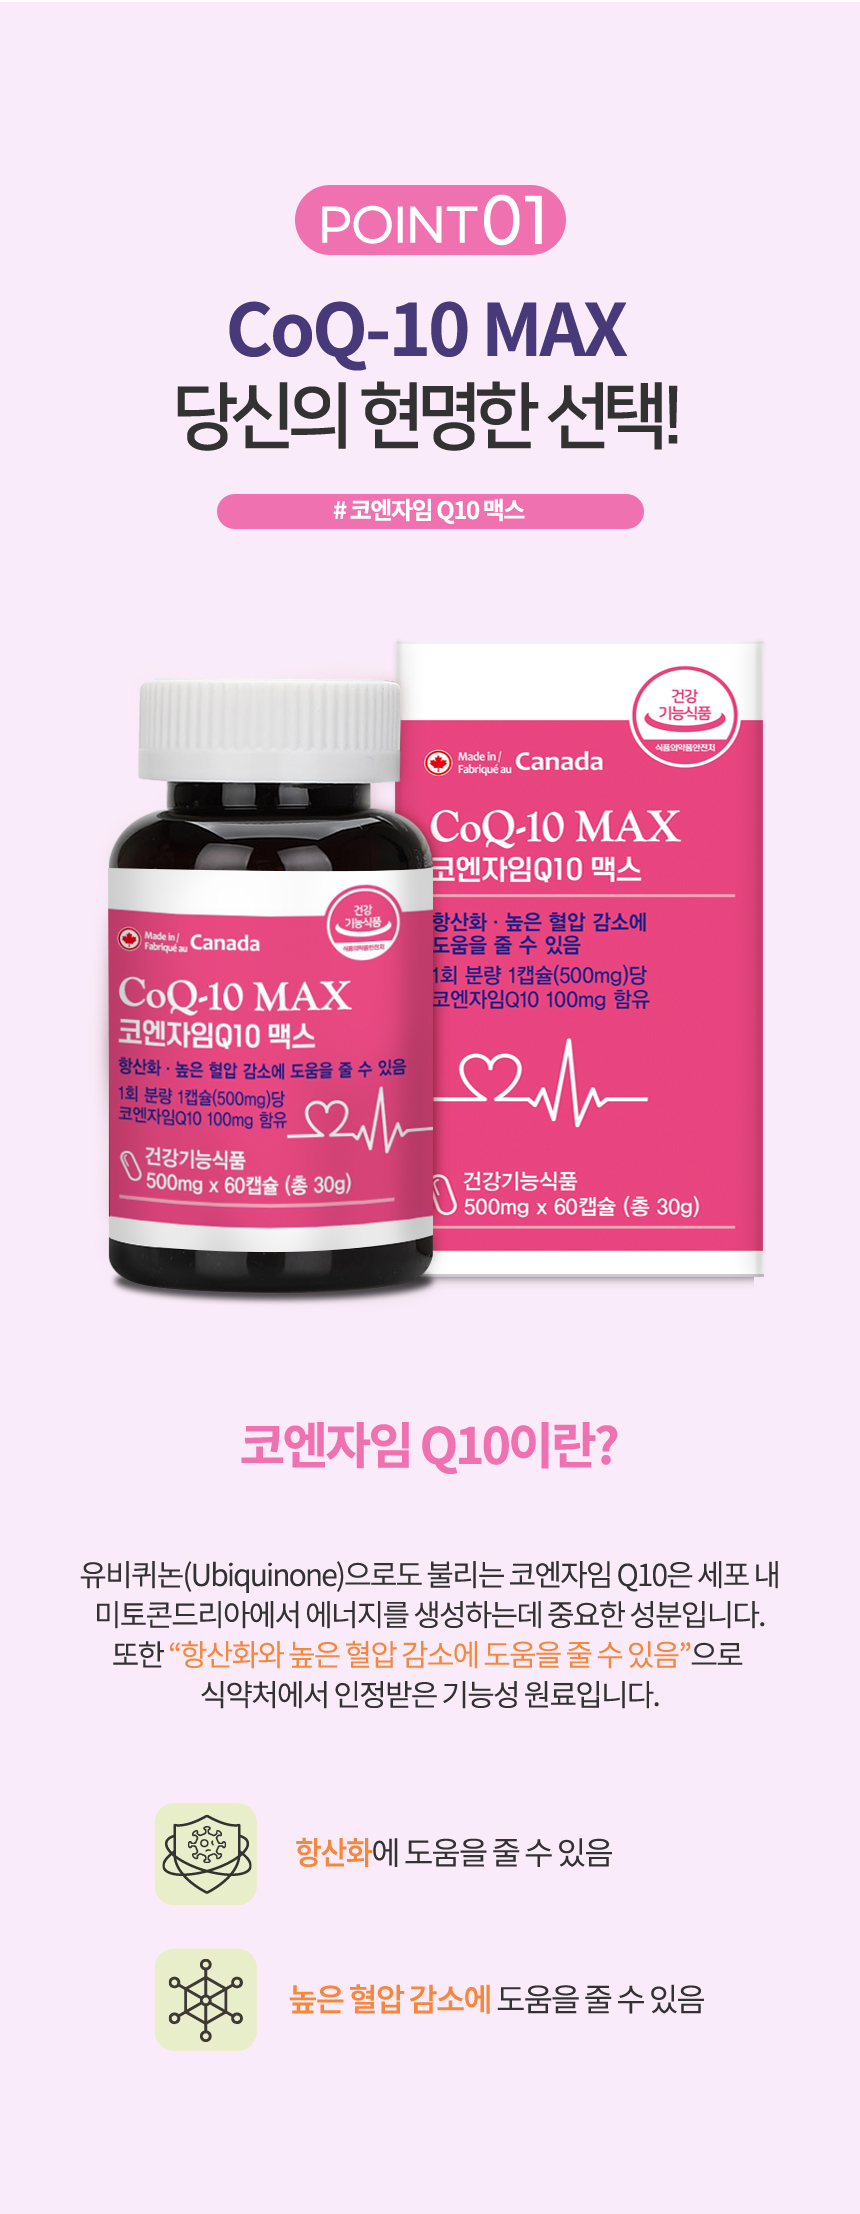 POINT 01
CoQ-10 MAX
당신의 현명한 선택!
# 코엔자임 Q10 맥스
건강
기능식품
식품의약품안전처
Made in /
Fabriqué au Canada
CoQ-10 MAX
코엔자임Q10 맥스
항산화 · 높은 혈압 감소에
도움을 줄 수 있음
1회 분량 1캡슐(500mg)당
코엔자임Q10 100mg 함유
건강기능식품
500mg x 60캡슐 (총 30g)
건강
기능식품
식품의약품안전처
Made in /
Fabriqué au Canada
CoQ-10 MAX
코엔자임Q10 맥스
항산화 · 높은 혈압 감소에 도움을 줄 수 있음
1회 분량 1캡슐(500mg)당
코엔자임Q10 100mg 함유
건강기능식품
500mg x 60캡슐 (총 30g)
코엔자임 Q10이란?
유비퀴논(Ubiquinone)으로도 불리는 코엔자임 Q10은 세포 내
미토콘드리아에서 에너지를 생성하는데 중요한 성분입니다.
또한 “항산화와 높은 혈압 감소에 도움을 줄 수 있음”으로
식약처에서 인정받은 기능성 원료입니다.
항산화에 도움을 줄 수 있음
높은 혈압 감소에 도움을 줄 수 있음